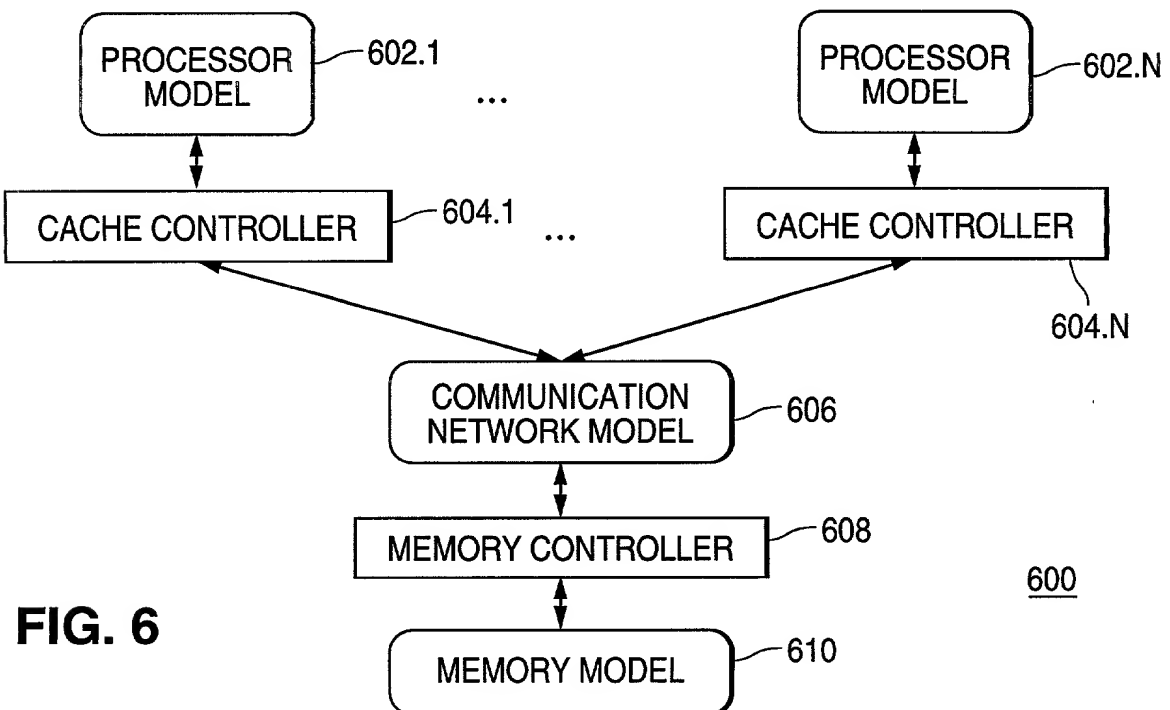 PROCESSOR
MODEL
602.1
...
PROCESSOR
MODEL
602.N
CACHE CONTROLLER
604.1
...
CACHE CONTROLLER
604.N
COMMUNICATION
NETWORK MODEL
606
MEMORY CONTROLLER
608
600
FIG. 6
MEMORY MODEL
610